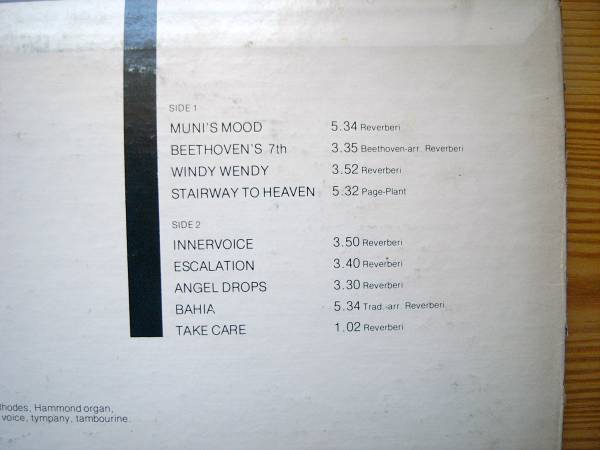 SIDE 1
MUNI'S MOOD 5.34 Reverberi
BEETHOVEN'S 7th 3.35 Beethoven-arr. Reverberi
WINDY WENDY 3.52 Reverberi
STAIRWAY TO HEAVEN 5.32 Page-Plant
SIDE 2
INNERVOICE 3.50 Reverberi
ESCALATION 3.40 Reverberi
ANGEL DROPS 3.30 Reverberi
BAHIA 5.34 Trad.-arr. Reverberi
TAKE CARE 1.02 Reverberi
hodes, Hammond organ,
voice, tympany, tambourine.